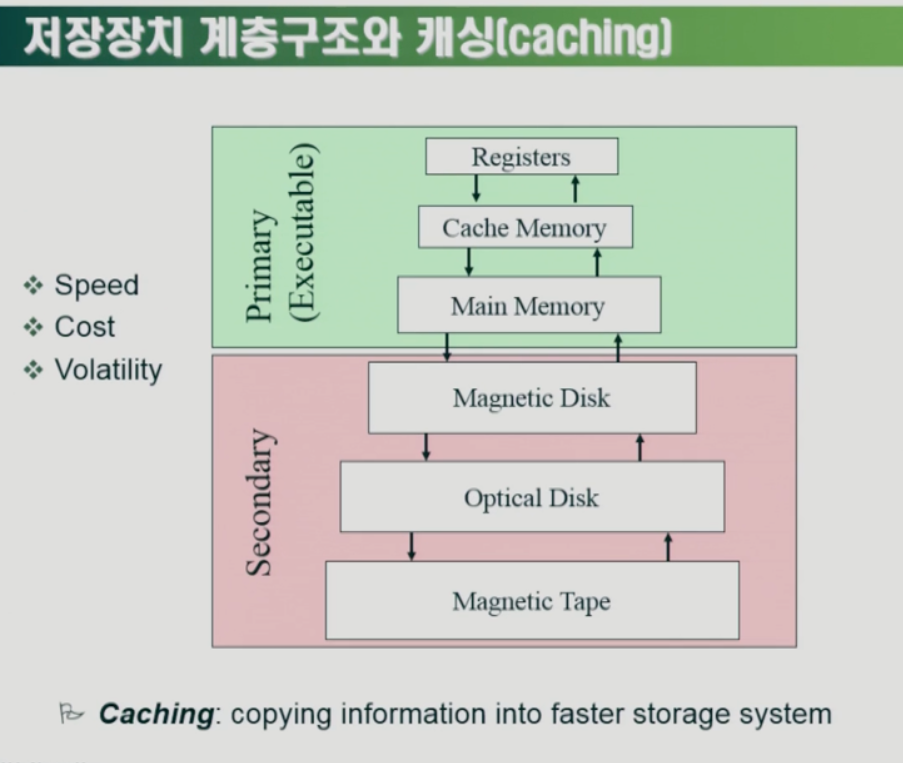 저장장치 계층구조와 캐싱(caching)
Speed
Cost
Volatility
Primary
(Executable)
Registers
Cache Memory
Main Memory
Secondary
Magnetic Disk
Optical Disk
Magnetic Tape
Caching: copying information into faster storage system